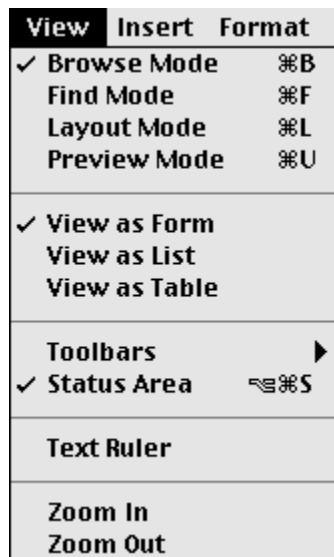 View Insert Format
✓ Browse Mode ⌘B
Find Mode ⌘F
Layout Mode ⌘L
Preview Mode ⌘U
✓ View as Form
View as List
View as Table
Toolbars ▶
✓ Status Area ⌥⌘S
Text Ruler
Zoom In
Zoom Out